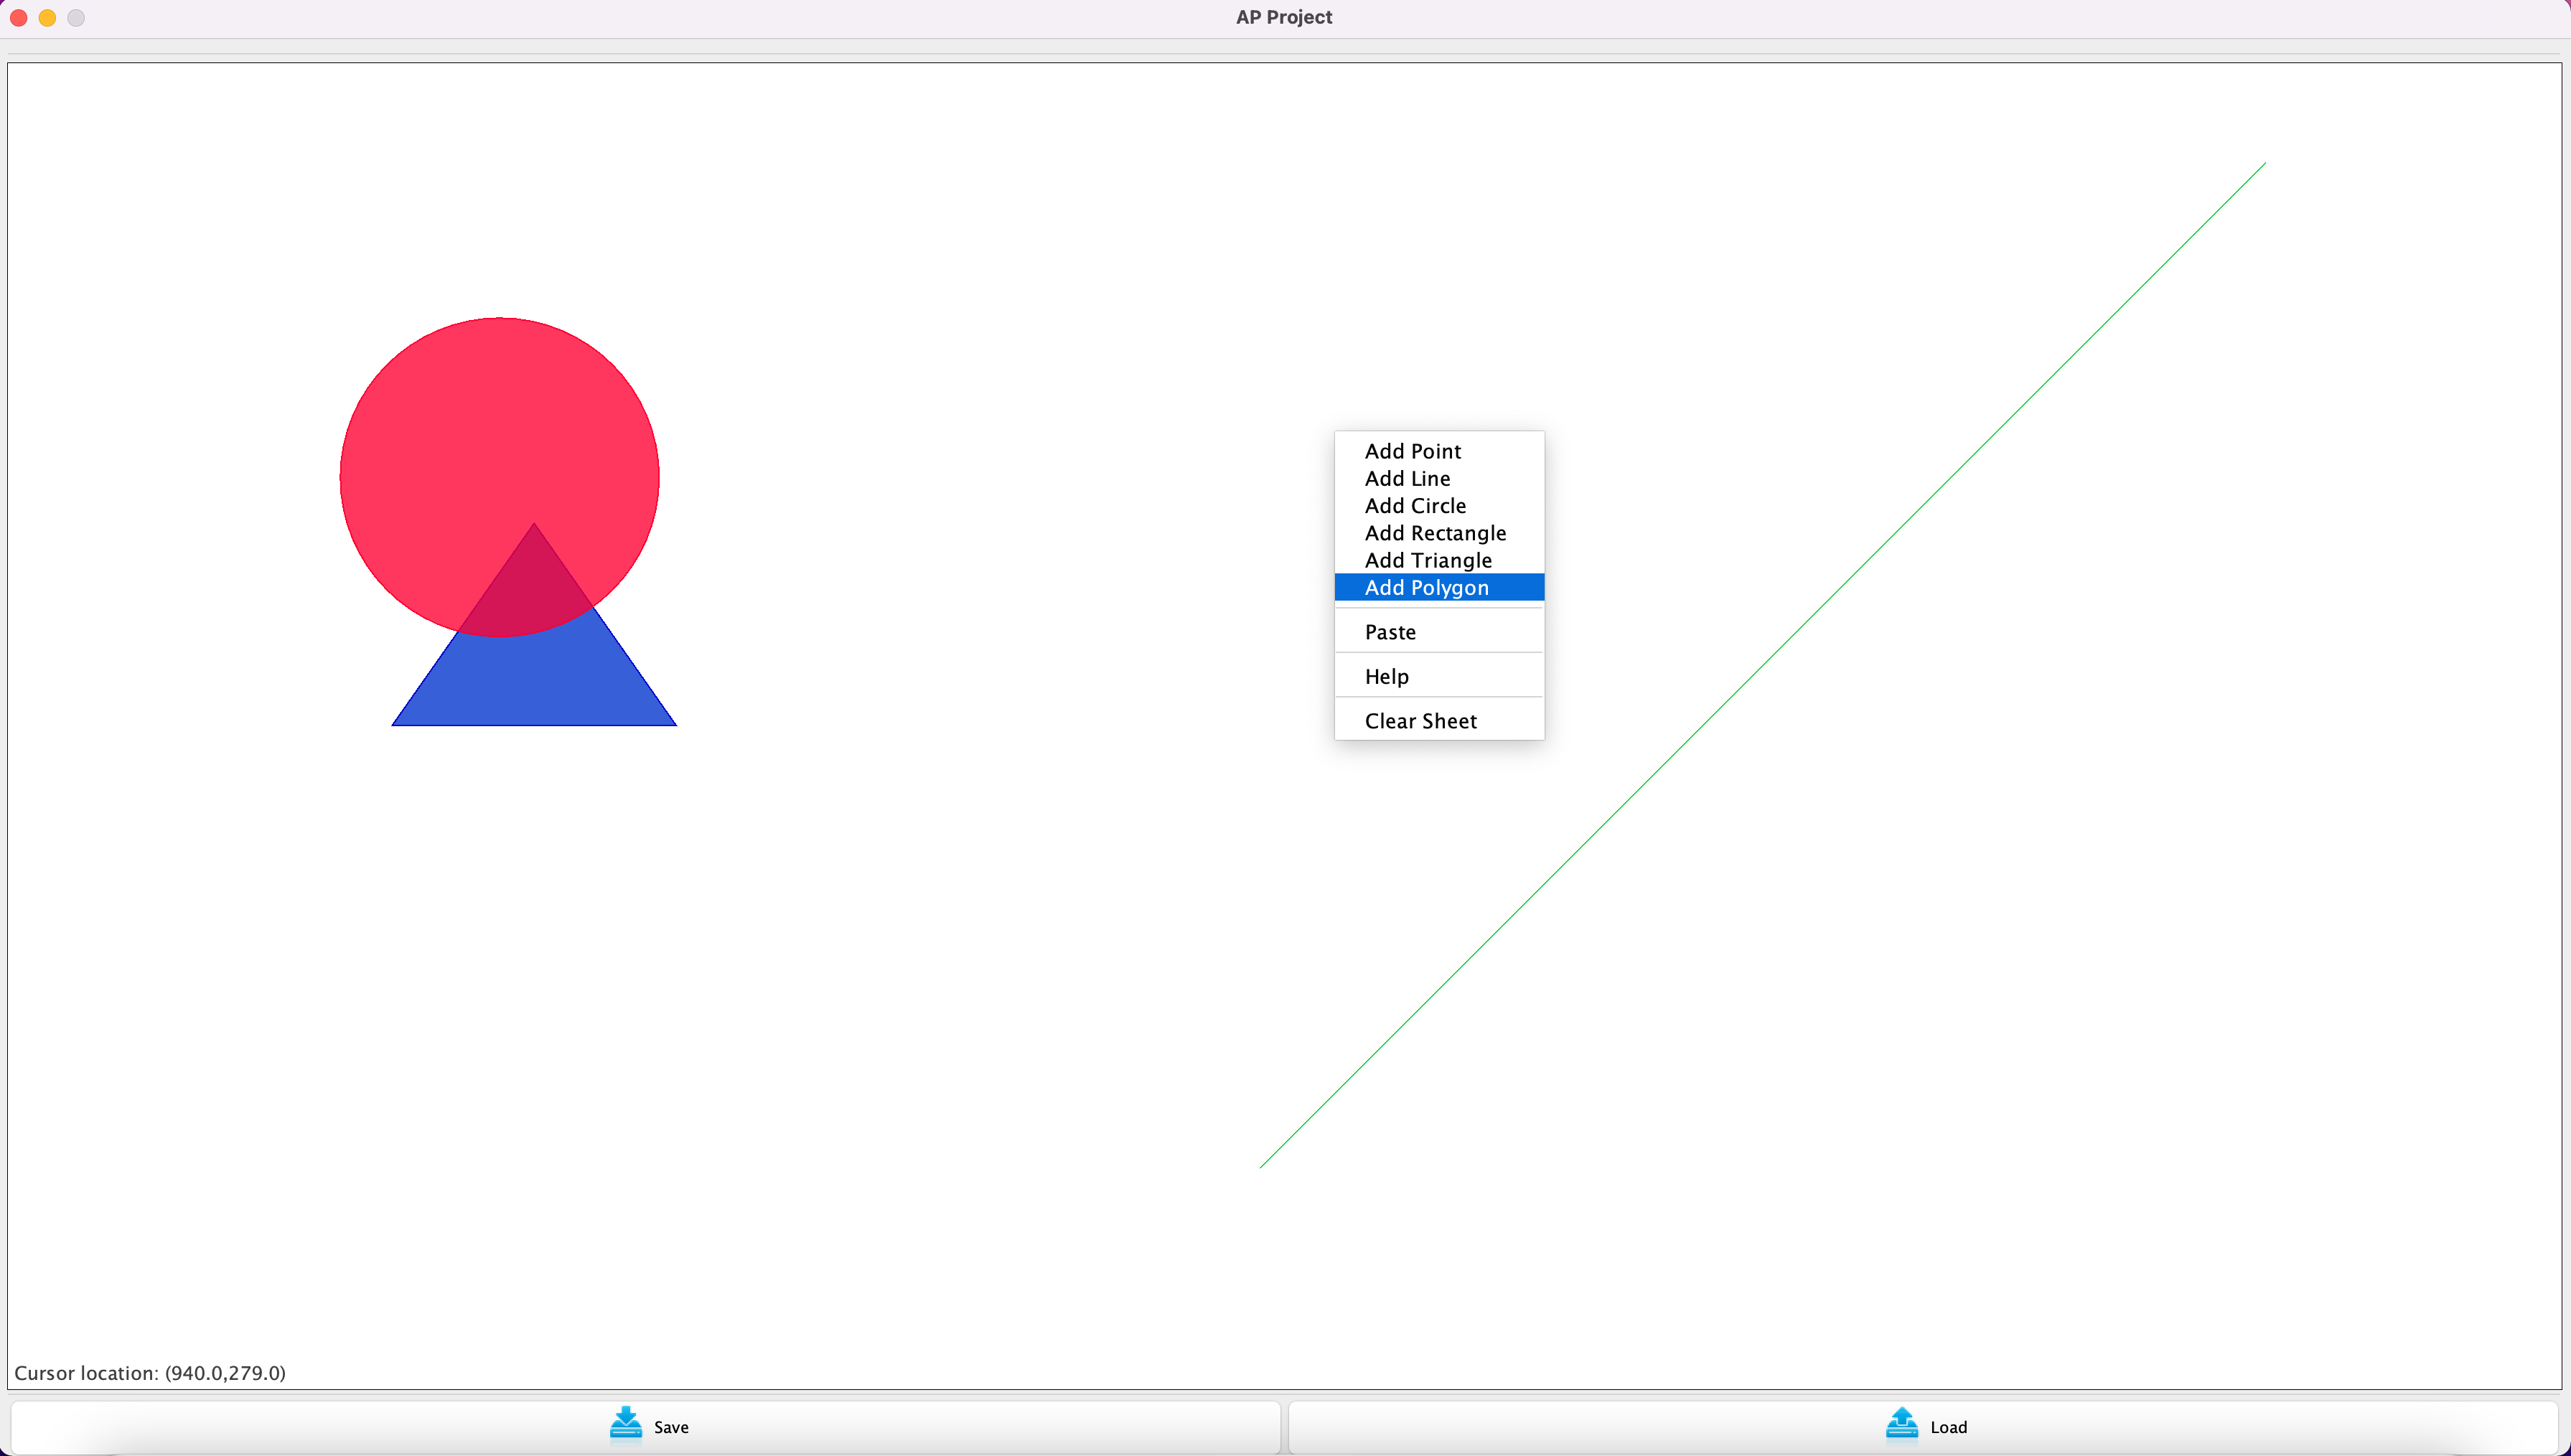 AP Project
Add Point
Add Line
Add Circle
Add Rectangle
Add Triangle
Add Polygon
Paste
Help
Clear Sheet
Cursor location: (940.0,279.0)
Save
Load